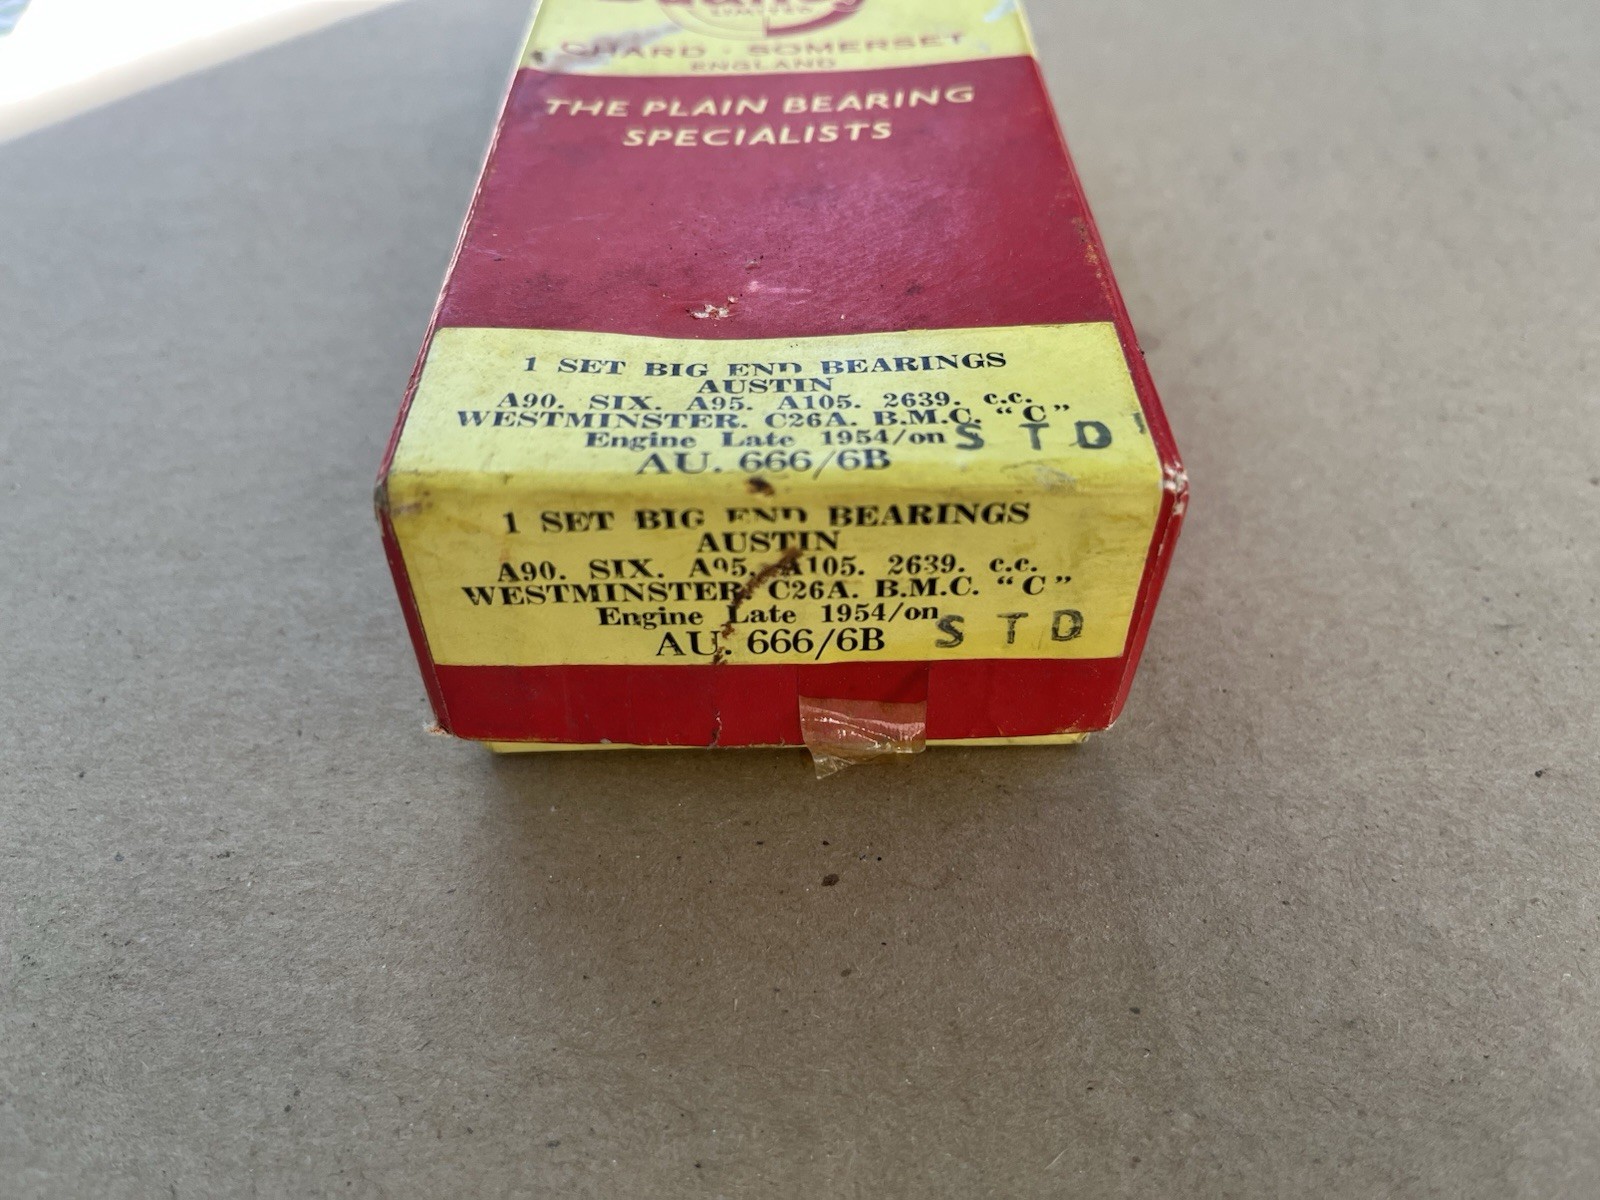 LIMITED
CHARD · SOMERSET
ENGLAND
THE PLAIN BEARING
SPECIALISTS
1 SET BIG END BEARINGS
AUSTIN
A90. SIX. A95. A105. 2639. c.c.
WESTMINSTER. C26A. B.M.C. “C”
Engine Late 1954/on STD
AU. 666/6B
1 SET BIG END BEARINGS
AUSTIN
A90. SIX. A95. A105. 2639. c.c.
WESTMINSTER. C26A. B.M.C. “C”
Engine Late 1954/on
AU. 666/6B STD